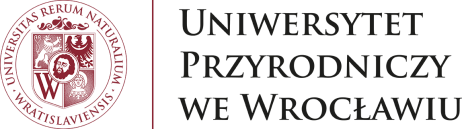 UNIVERSITAS RERUM NATURALIUM
WRATISLAVIENSIS
W
UNIWERSYTET
PRZYRODNICZY
WE WROCŁAWIU